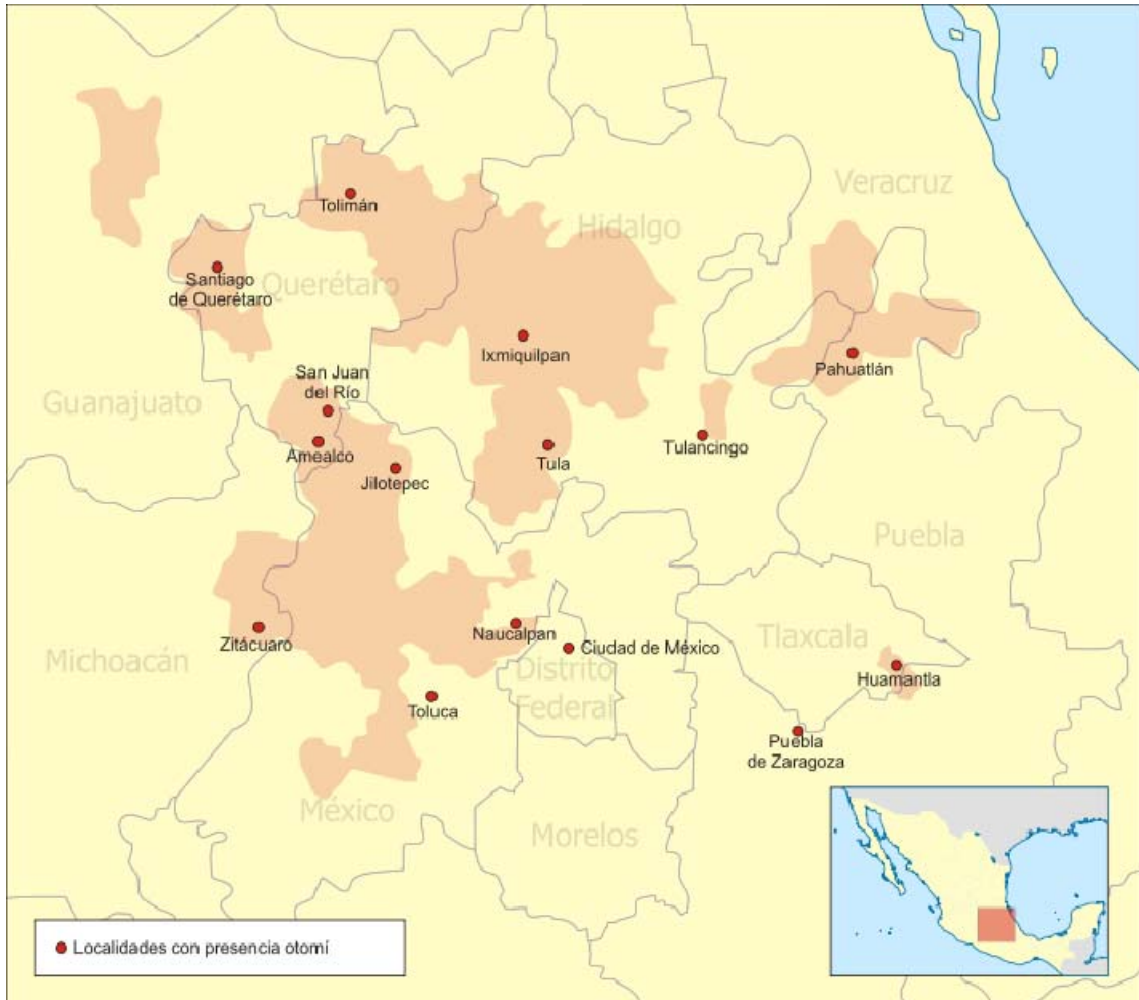 Veracruz
Tolimán
Hidalgo
Santiago
de Querétaro
Querétaro
Ixmiquilpan
Pahuatlán
San Juan
del Río
Guanajuato
Amealco
Jilotepec
Tula
Tulancingo
Puebla
Zitácuaro
Michoacán
Naucalpan
Ciudad de México
Tlaxcala
Distrito
Federal
Huamantla
Toluca
Puebla
de Zaragoza
México
Morelos
Localidades con presencia otomí